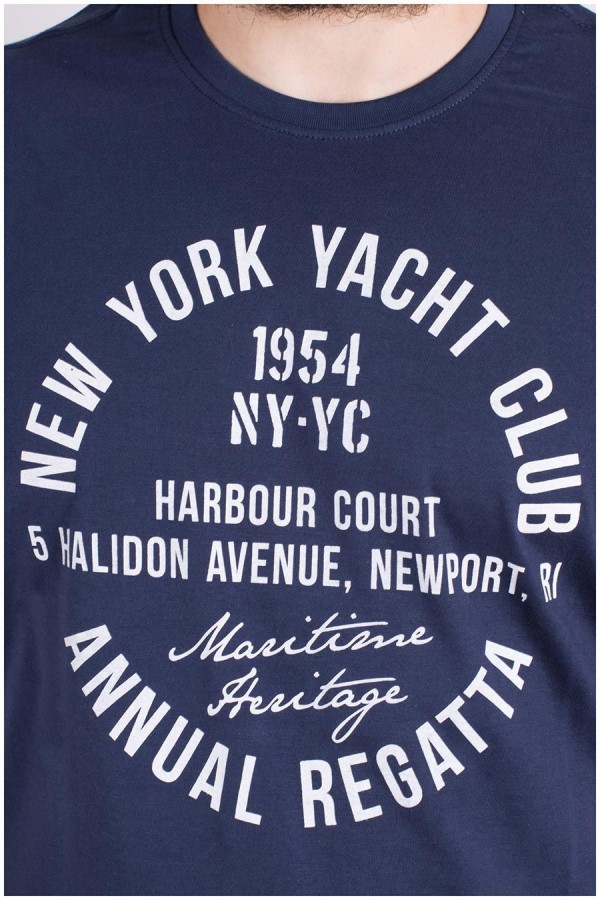 NEW YORK YACHT CLUB
1954
NY·YC
HARBOUR COURT
5 HALIDON AVENUE, NEWPORT, RI
Maritime
Heritage
ANNUAL REGATTA